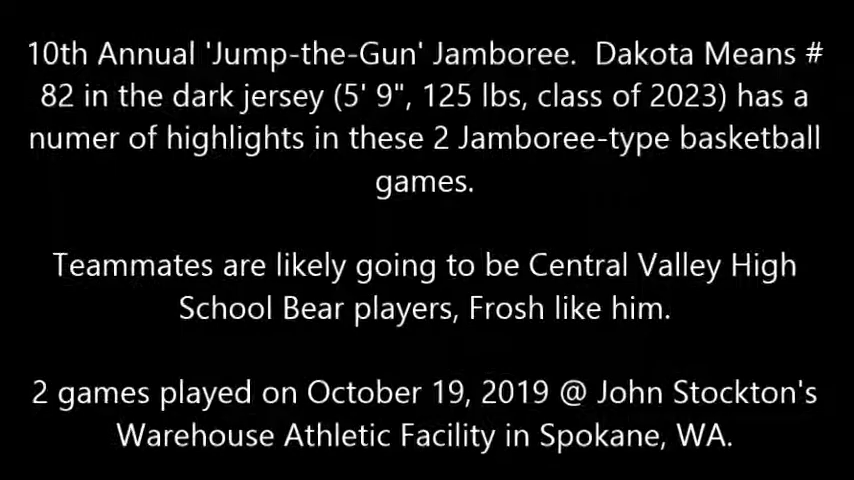 10th Annual 'Jump-the-Gun' Jamboree.  Dakota Means #
82 in the dark jersey (5' 9", 125 lbs, class of 2023) has a
numer of highlights in these 2 Jamboree-type basketball
games.
Teammates are likely going to be Central Valley High
School Bear players, Frosh like him.
2 games played on October 19, 2019 @ John Stockton's
Warehouse Athletic Facility in Spokane, WA.